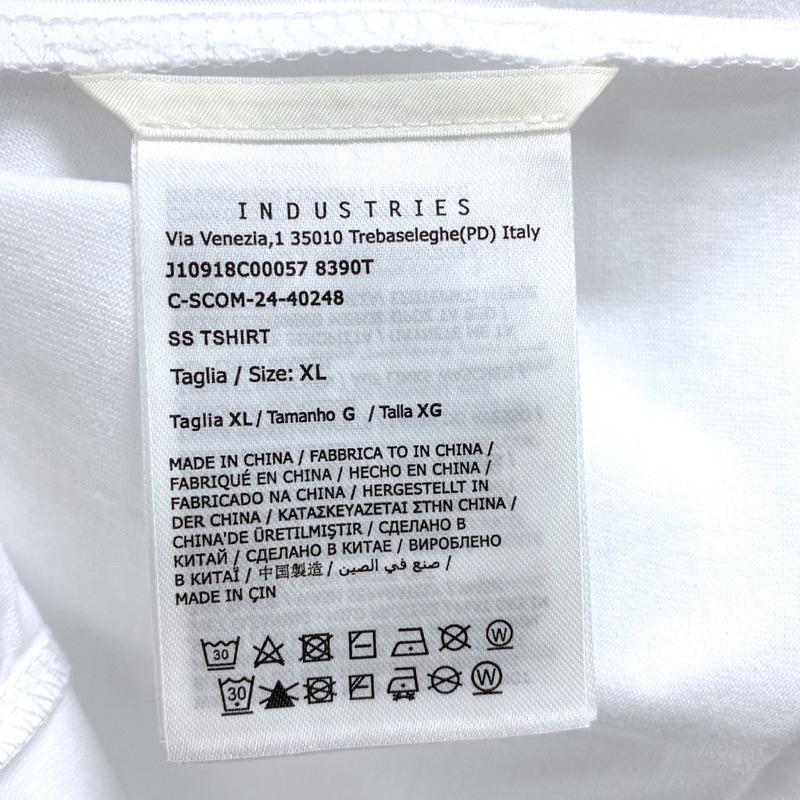 INDUSTRIES
Via Venezia,1 35010 Trebaseleghe(PD) Italy
J10918C00057 8390T
C-SCOM-24-40248
SS TSHIRT
Taglia / Size: XL
Taglia XL / Tamanho G / Talla XG
MADE IN CHINA / FABBRICA TO IN CHINA /
FABRIQUÉ EN CHINA / HECHO EN CHINA /
FABRICADO NA CHINA / HERGESTELLT IN
DER CHINA / ΚΑΤΑΣΚΕΥΑΖΕΤΑΙ ΣΤΗΝ CHINA /
CHINA'DE ÜRETILMIŞTIR / СДЕЛАНО В
КИТАЙ / СДЕЛАНО В КИТАЕ / ВИРОБЛЕНО
В КИТАЇ / 中国製造 / صنع في الصين /
MADE IN ÇIN
30 W
30 W